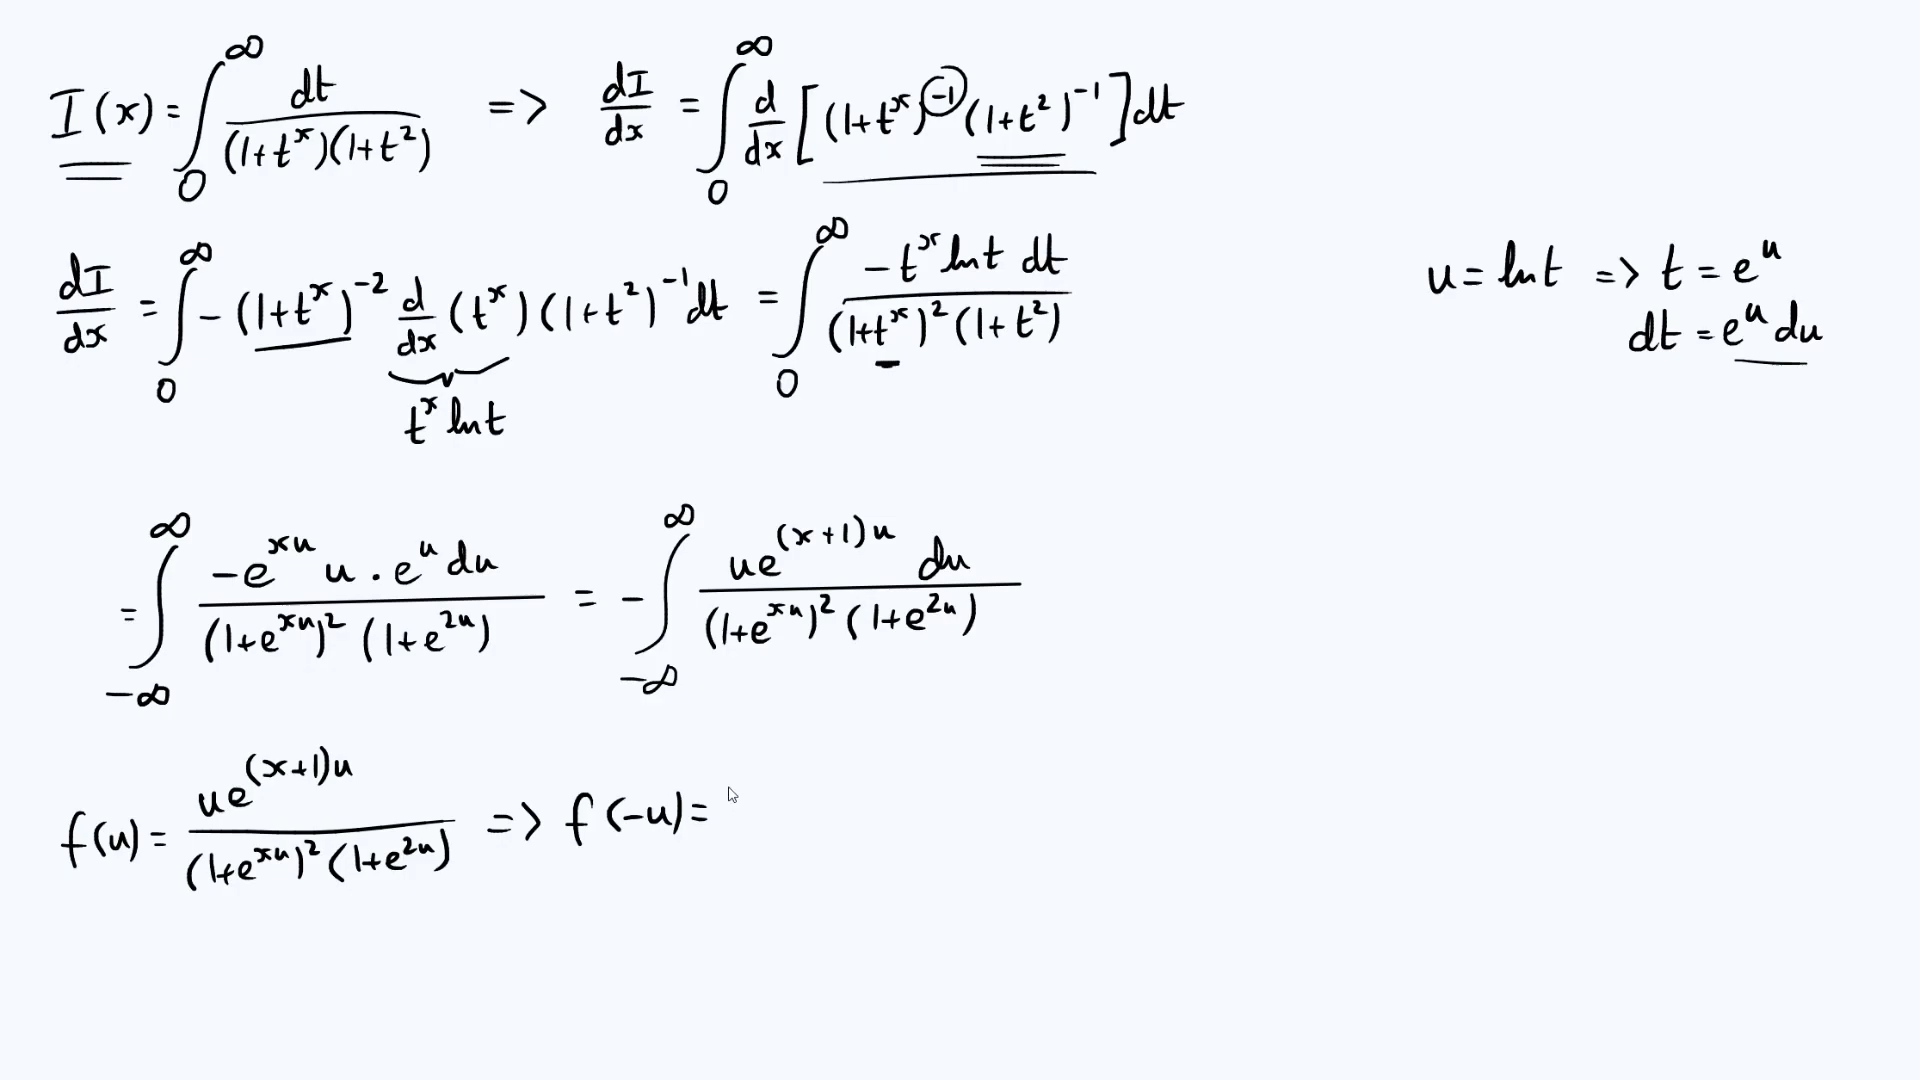 I(x) = ∫₀^∞ dt / (1+t^x)(1+t²) => dI/dx = ∫₀^∞ d/dx [(1+t^x)^-1 (1+t²)^-1] dt
dI/dx = ∫₀^∞ -(1+t^x)^-2 d/dx (t^x) (1+t²)^-1 dt = ∫₀^∞ -t^x ln t dt / (1+t^x)² (1+t²)
u = ln t => t = e^u
dt = e^u du
t^x ln t
= ∫_-∞^∞ -e^xu u · e^u du / (1+e^xu)² (1+e^2u) = - ∫_-∞^∞ ue^(x+1)u du / (1+e^xu)² (1+e^2u)
f(u) = ue^(x+1)u / (1+e^xu)² (1+e^2u) => f(-u) =